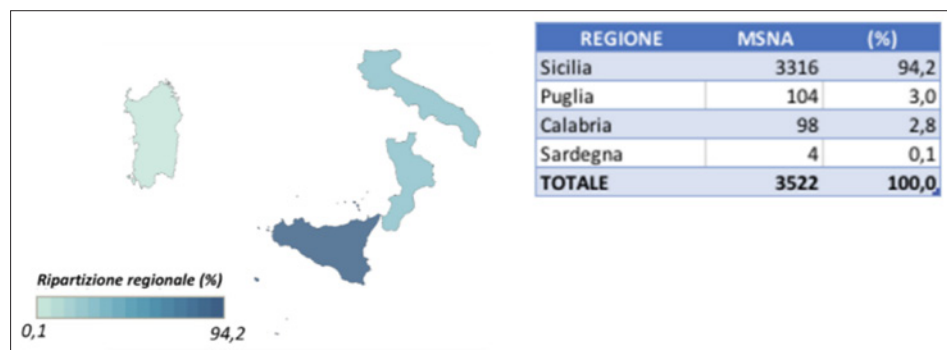 REGIONE MSNA (%)
Sicilia 3316 94,2
Puglia 104 3,0
Calabria 98 2,8
Sardegna 4 0,1
TOTALE 3522 100,0
Ripartizione regionale (%)
0,1 94,2